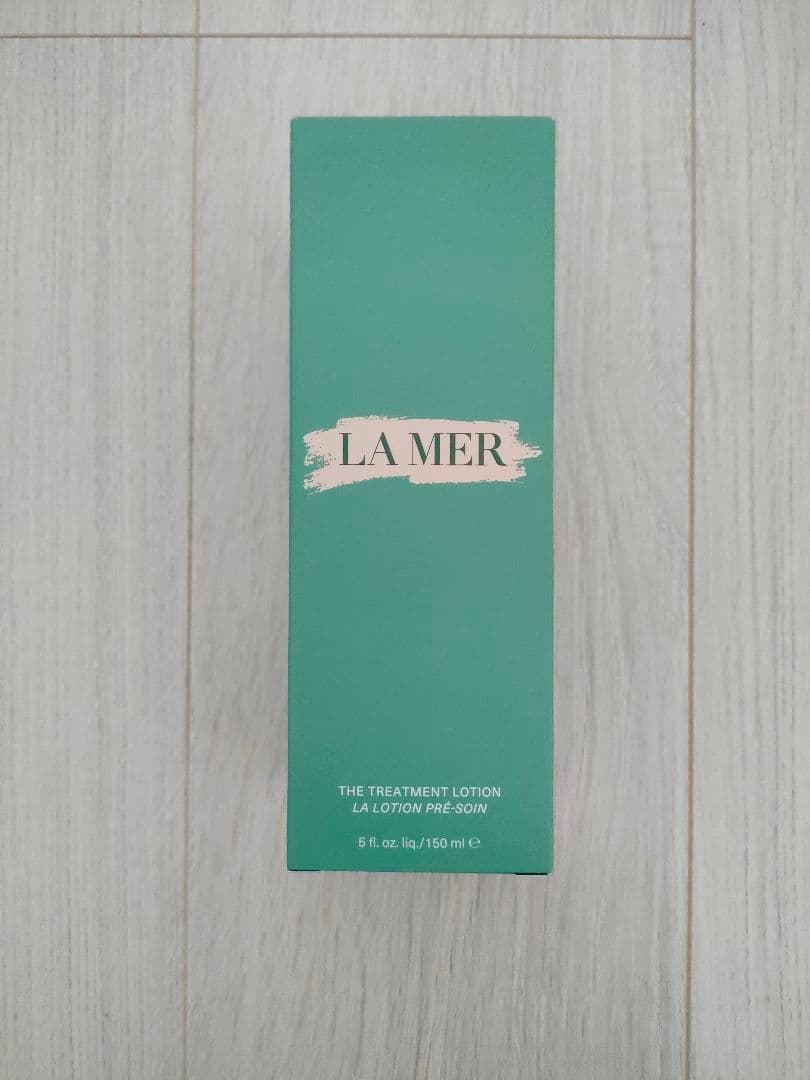 LA MER
THE TREATMENT LOTION
LA LOTION PRÉ-SOIN
5 fl. oz. liq./150 ml ℮